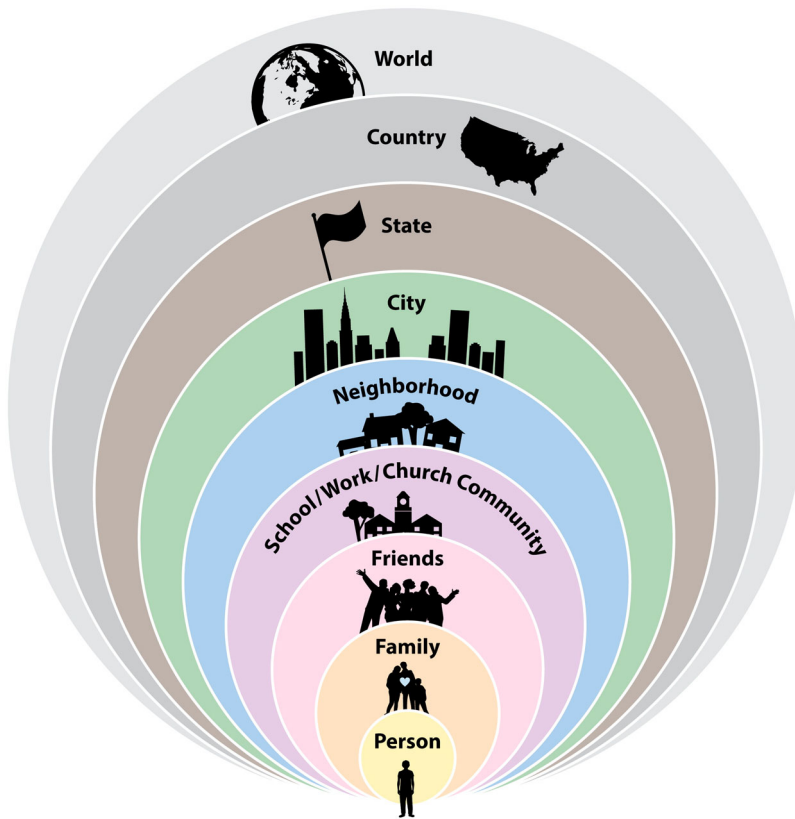 World
Country
State
City
Neighborhood
School/Work/Church Community
Friends
Family
Person